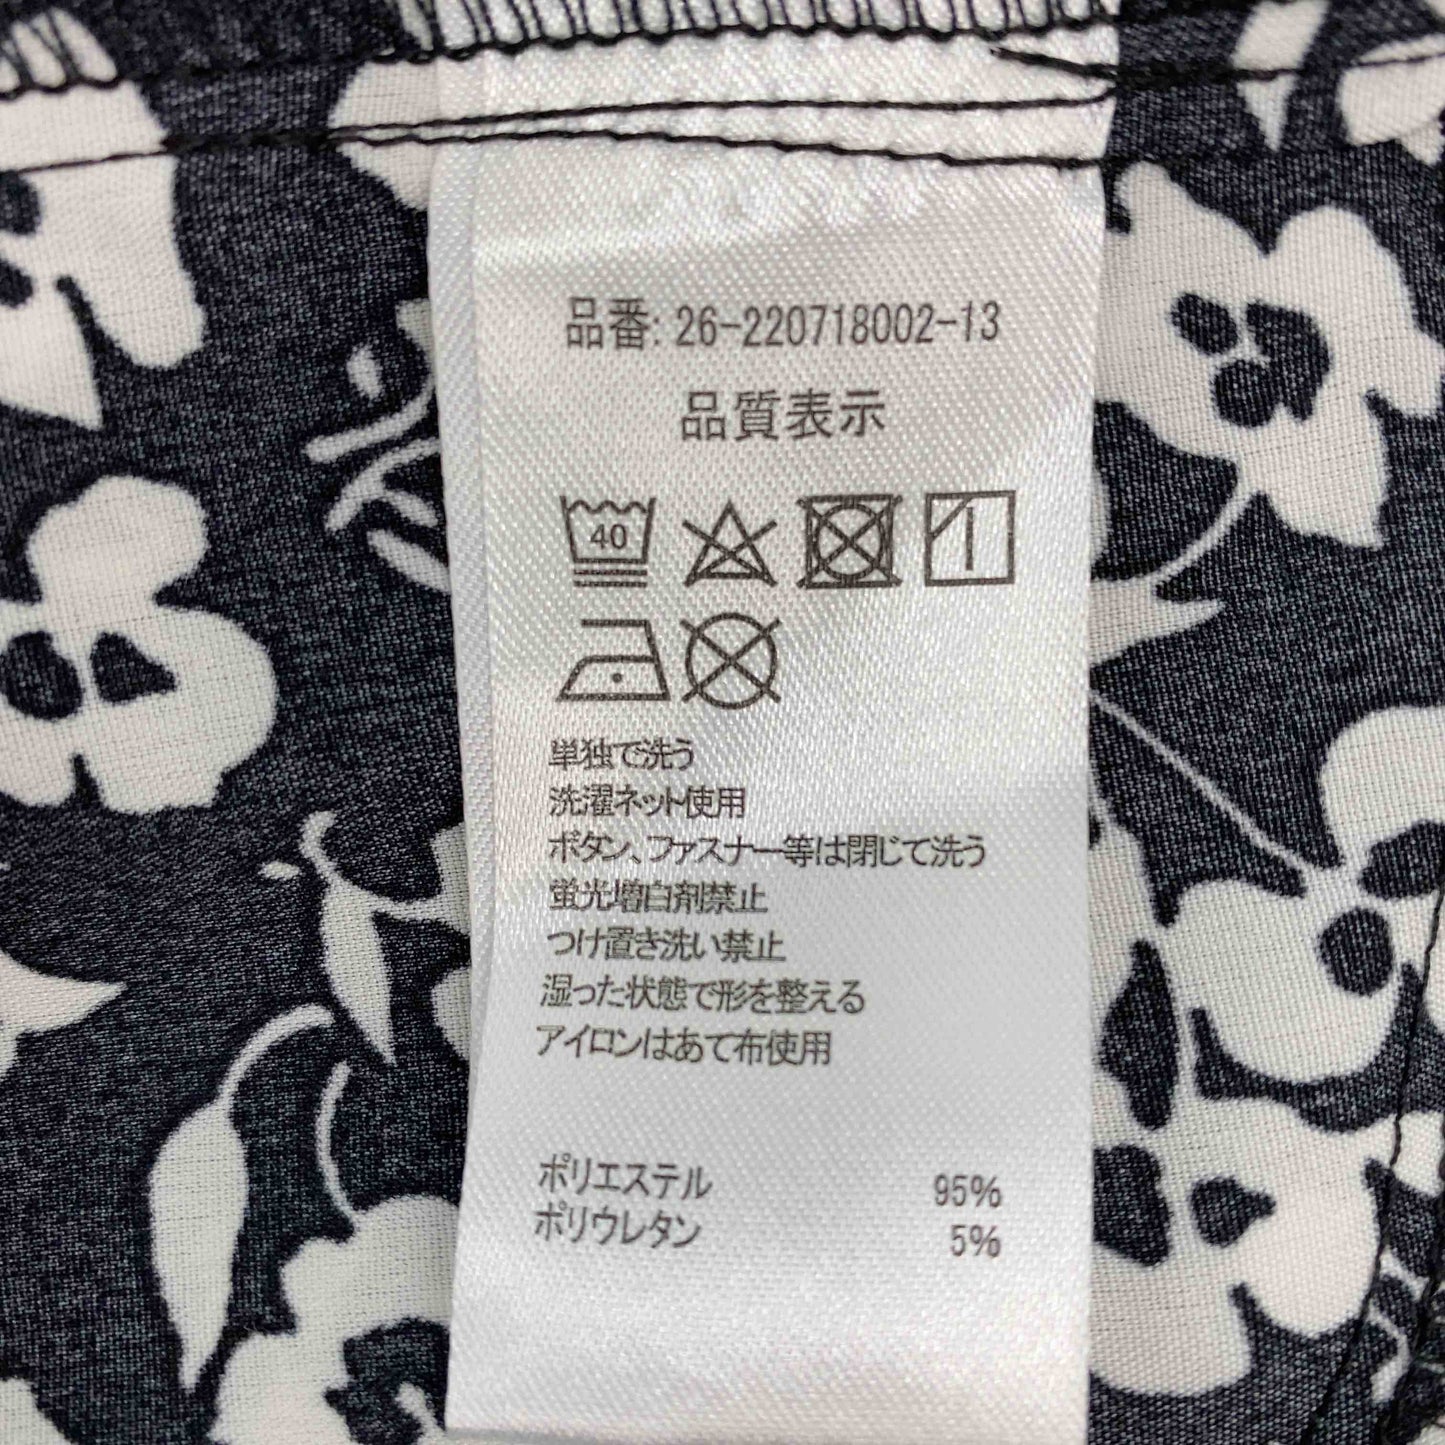 品番: 26-220718002-13
品質表示
40
単独で洗う
洗濯ネット使用
ボタン、ファスナー等は閉じて洗う
蛍光増白剤禁止
つけ置き洗い禁止
湿った状態で形を整える
アイロンはあて布使用
ポリエステル 95%
ポリウレタン 5%